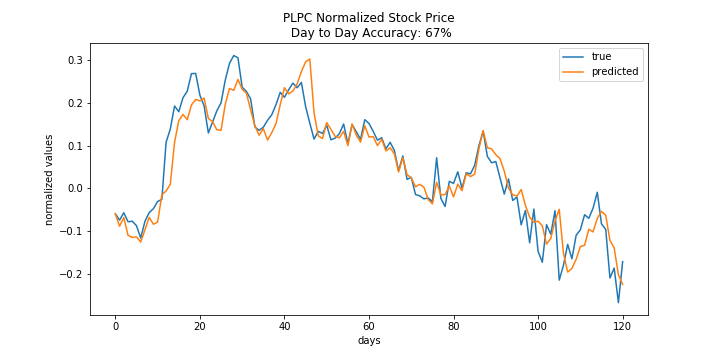 PLPC Normalized Stock Price
Day to Day Accuracy: 67%
true
predicted
normalized values
0.3
0.2
0.1
0.0
−0.1
−0.2
0 20 40 60 80 100 120
days